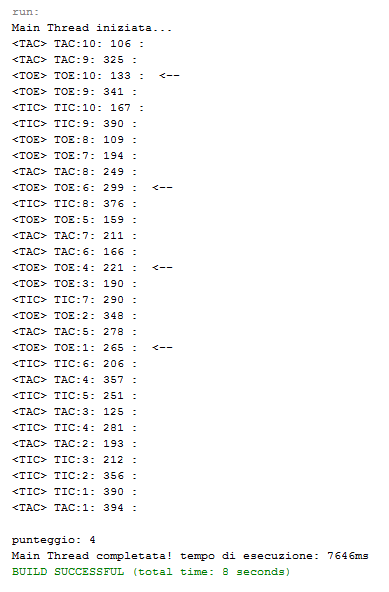 run:
Main Thread iniziata...
<TAC> TAC:10: 106 :
<TAC> TAC:9: 325 :
<TOE> TOE:10: 133 :  <--
<TOE> TOE:9: 341 :
<TIC> TIC:10: 167 :
<TIC> TIC:9: 390 :
<TOE> TOE:8: 109 :
<TOE> TOE:7: 194 :
<TAC> TAC:8: 249 :
<TOE> TOE:6: 299 :  <--
<TIC> TIC:8: 376 :
<TOE> TOE:5: 159 :
<TAC> TAC:7: 211 :
<TAC> TAC:6: 166 :
<TOE> TOE:4: 221 :  <--
<TOE> TOE:3: 190 :
<TIC> TIC:7: 290 :
<TOE> TOE:2: 348 :
<TAC> TAC:5: 278 :
<TOE> TOE:1: 265 :  <--
<TIC> TIC:6: 206 :
<TAC> TAC:4: 357 :
<TIC> TIC:5: 251 :
<TAC> TAC:3: 125 :
<TIC> TIC:4: 281 :
<TAC> TAC:2: 193 :
<TIC> TIC:3: 212 :
<TIC> TIC:2: 356 :
<TIC> TIC:1: 390 :
<TAC> TAC:1: 394 :

punteggio: 4
Main Thread completata! tempo di esecuzione: 7646ms
BUILD SUCCESSFUL (total time: 8 seconds)